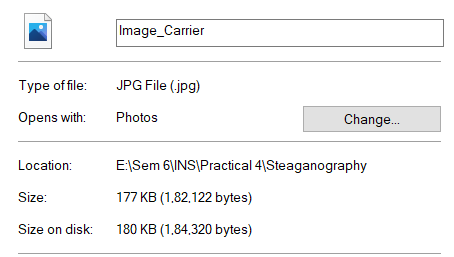 Image_Carrier
Type of file: JPG File (.jpg)
Opens with: Photos Change...
Location: E:\Sem 6\INS\Practical 4\Steaganography
Size: 177 KB (1,82,122 bytes)
Size on disk: 180 KB (1,84,320 bytes)